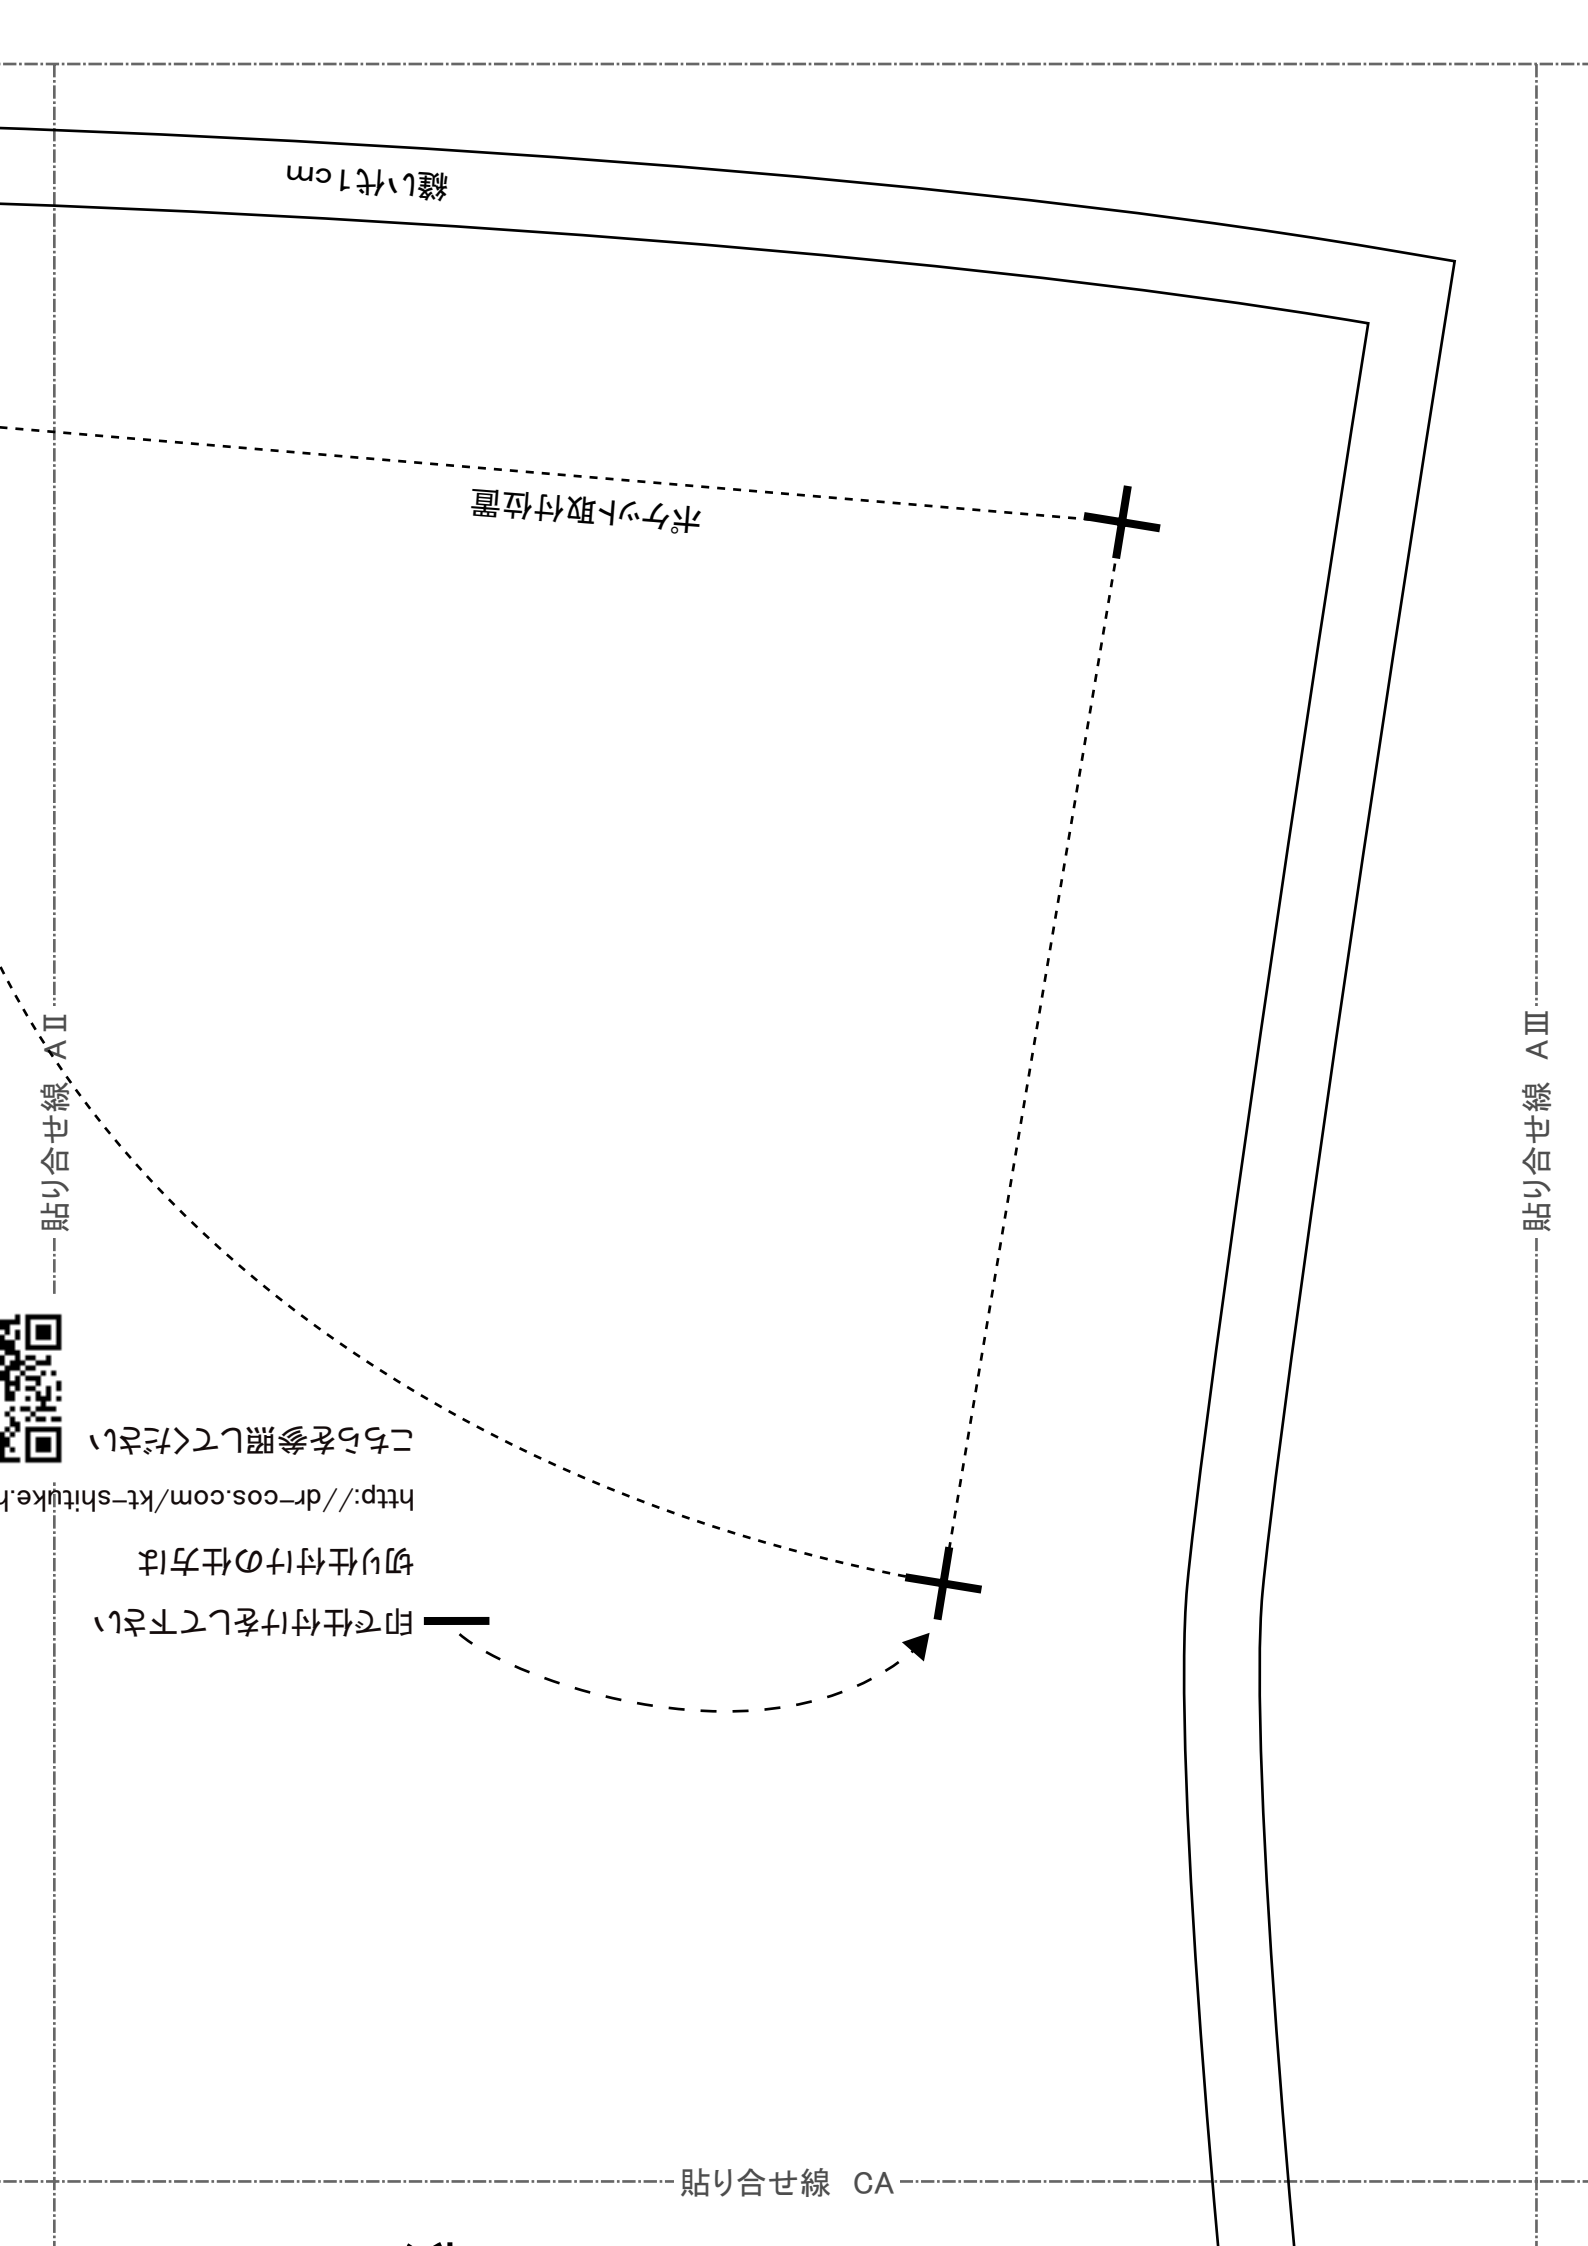 縫い代1cm
ポケット取付位置
貼り合せ線 AⅡ
貼り合せ線 AⅢ
印で仕付けをして下さい
切り仕付けの仕方は
http://dr-cos.com/kt-shituke.h
こちらを参照してください
貼り合せ線 CA